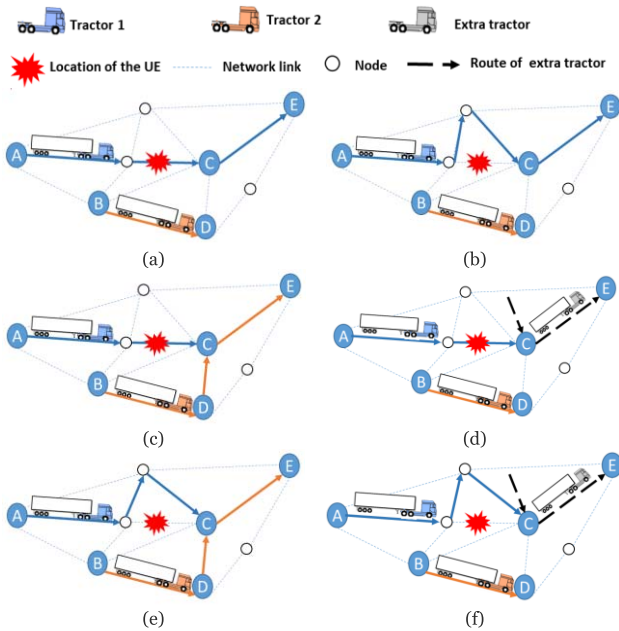 Tractor 1 Tractor 2 Extra tractor
Location of the UE Network link Node Route of extra tractor
E E
A C A C
B D B D
(a) (b)
E E
A C A C
B D B D
(c) (d)
E E
A C A C
B D B D
(e) (f)